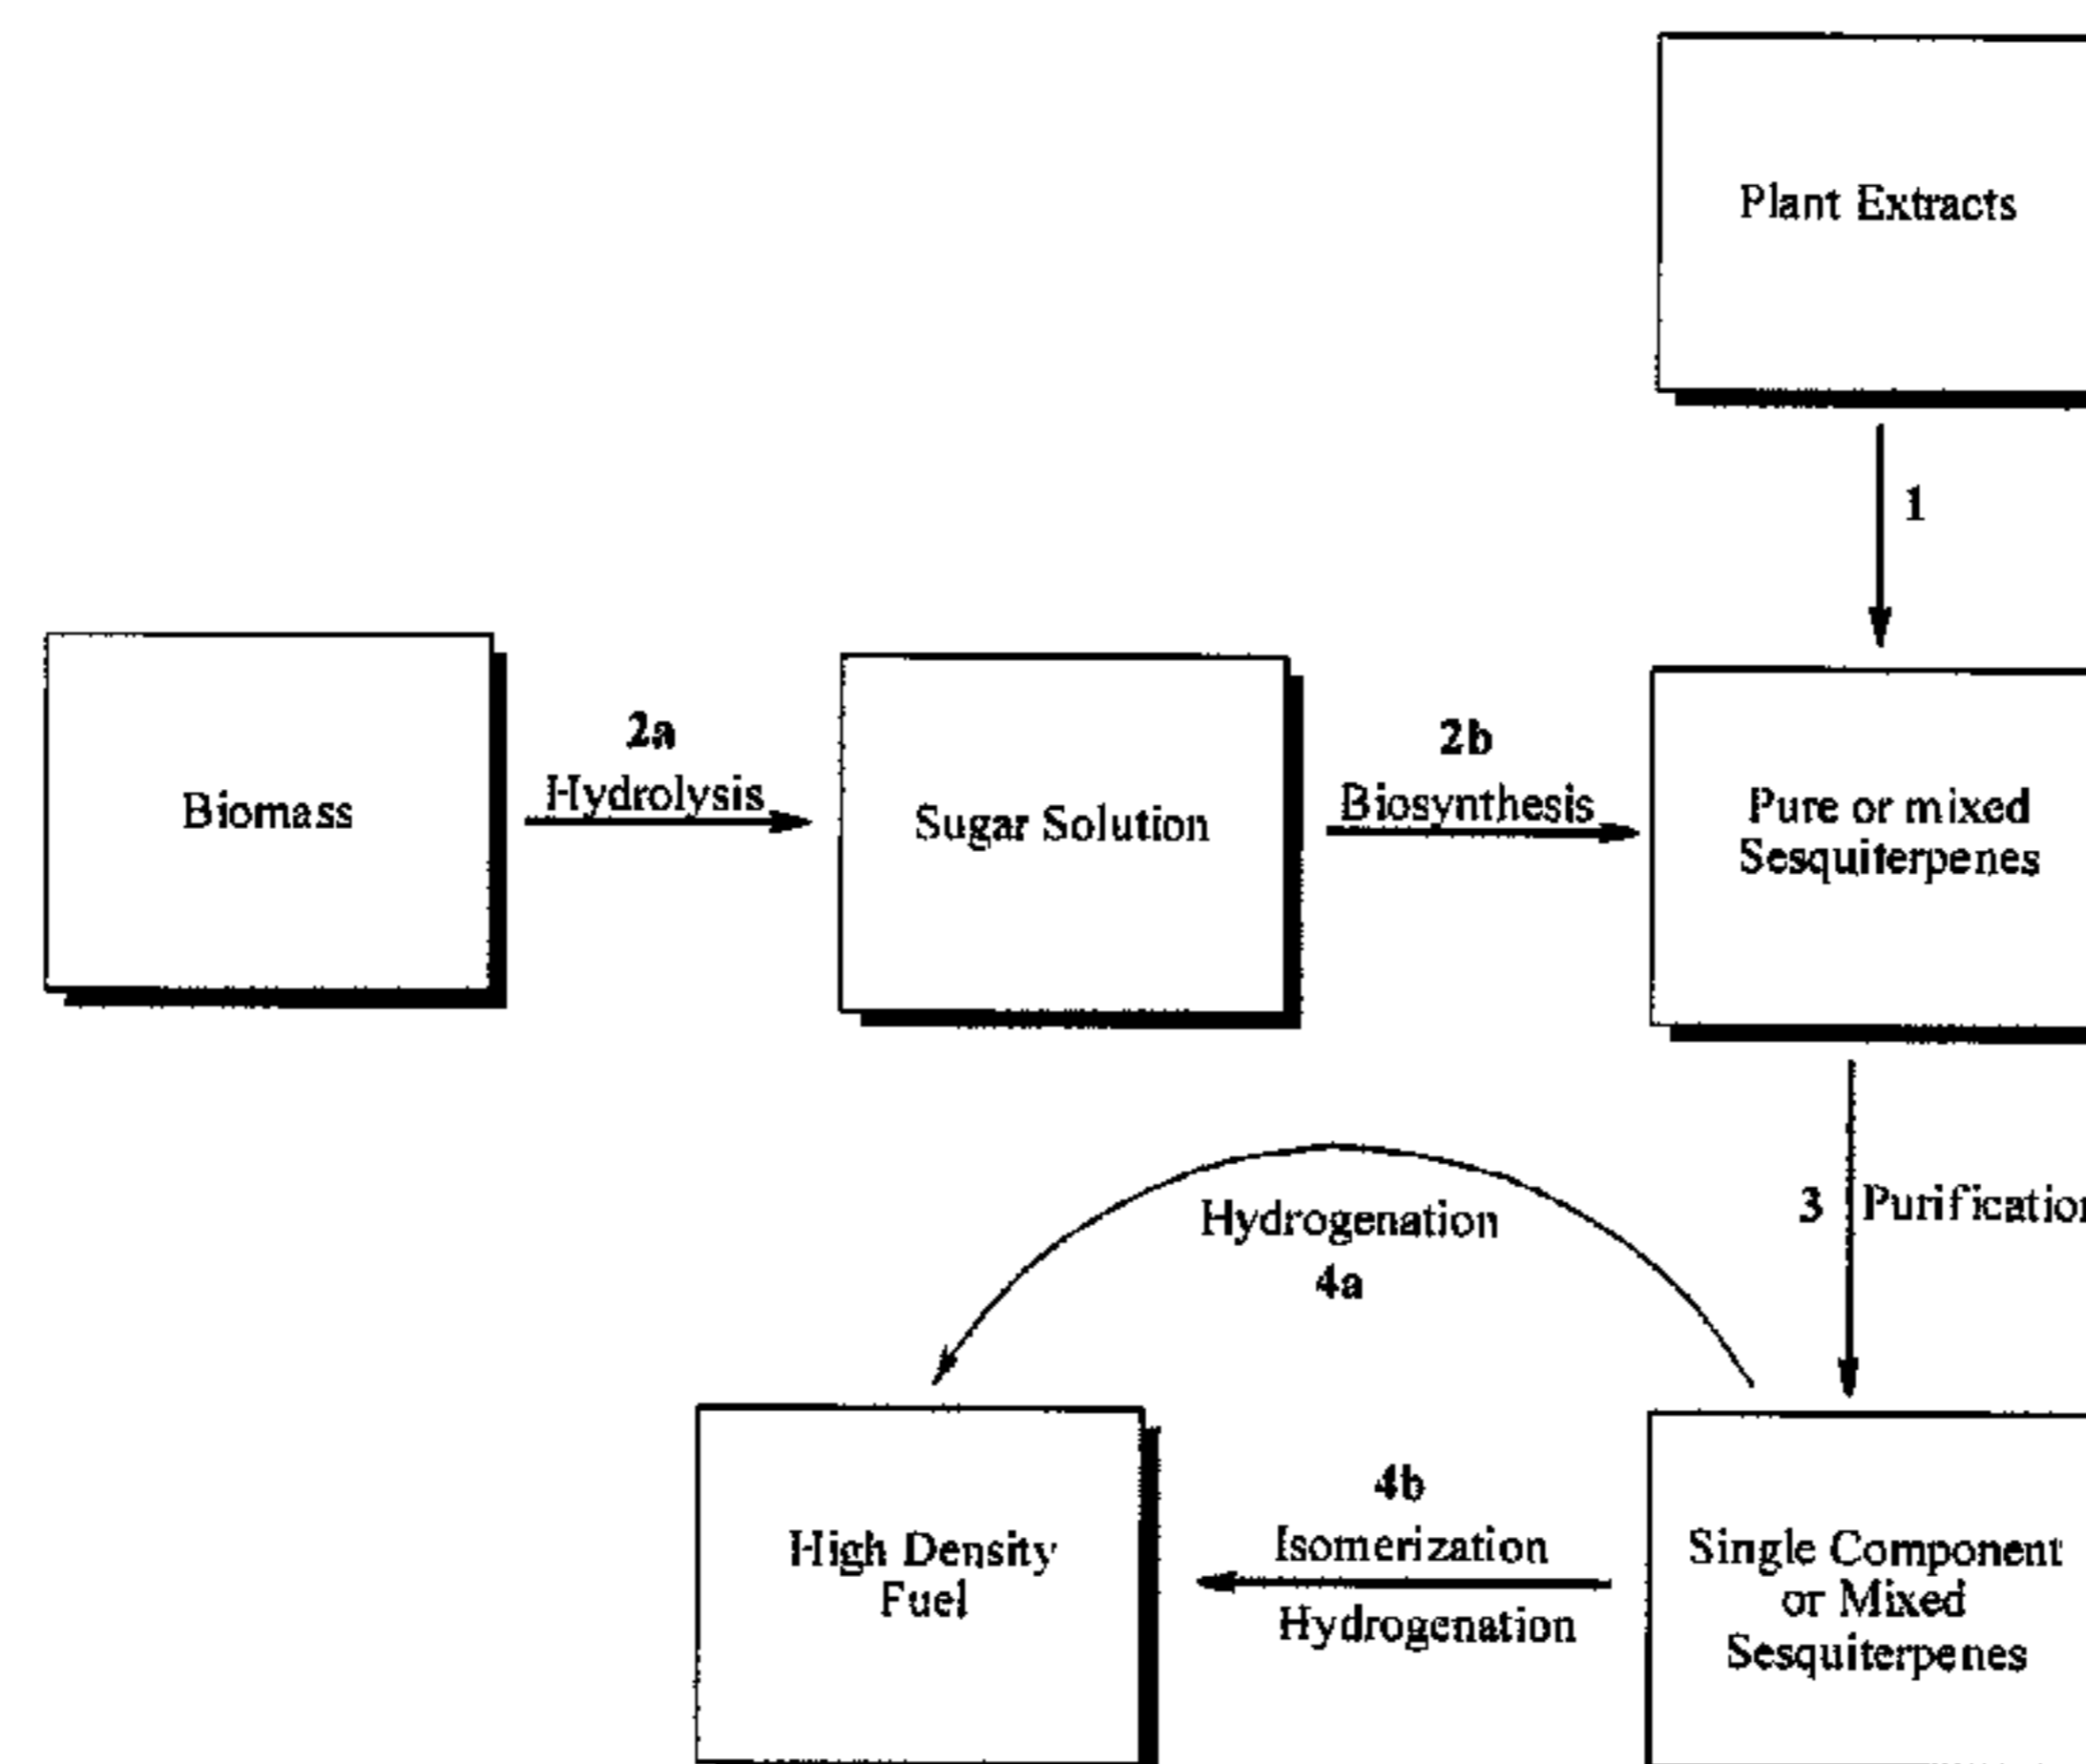 Plant Extracts
1
2a
Hydrolysis
2b
Biosynthesis
Biomass
Sugar Solution
Pure or mixed
Sesquiterpenes
3 Purification
Hydrogenation
4a
4b
Isomerization
Hydrogenation
High Density
Fuel
Single Component
or Mixed
Sesquiterpenes